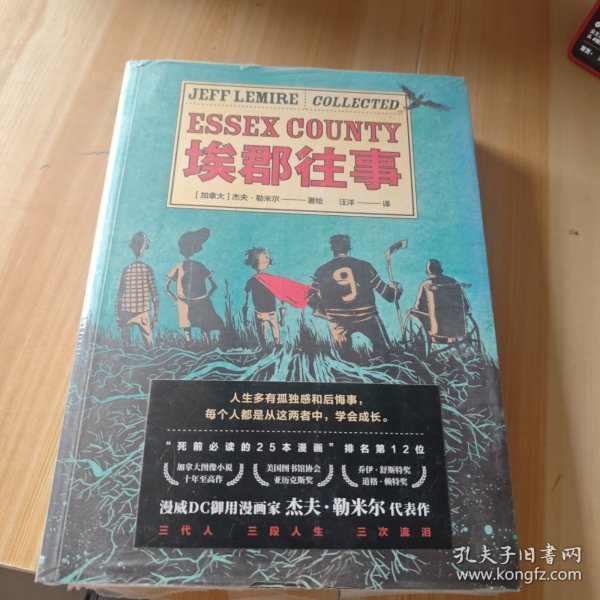 JEFF LEMIRE COLLECTED
ESSEX COUNTY
埃郡往事
[加拿大]杰夫·勒米尔——著绘 汪洋——译
9
人生多有孤独感和后悔事，
每个人都是从这两者中，学会成长。
“死前必读的25本漫画”排名第12位
加拿大图像小说
十年至高作
美国图书馆协会
亚历克斯奖
乔伊·舒斯特奖
道格·赖特奖
漫威DC御用漫画家 杰夫·勒米尔 代表作
三代人 三段人生 三次流泪
孔夫子旧书网
www.kongfz.com